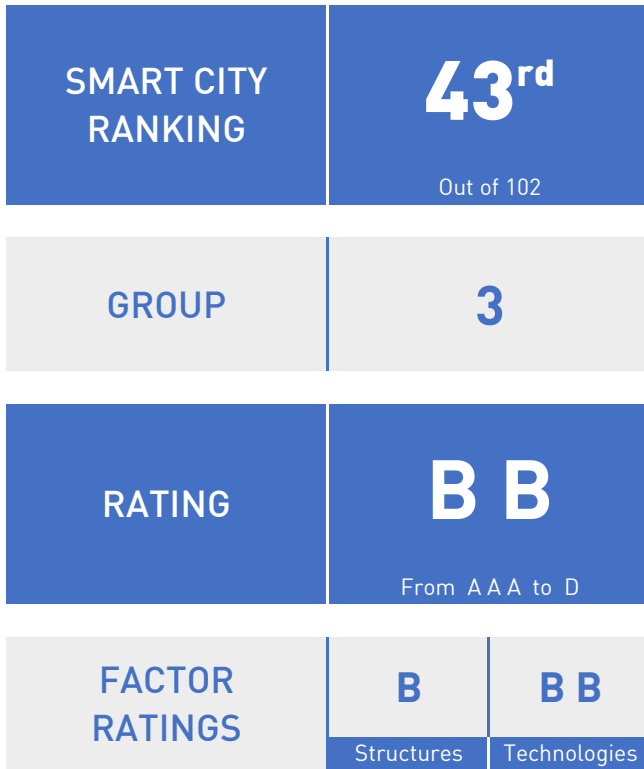 SMART CITY
RANKING
43rd
Out of 102
GROUP
3
RATING
B B
From A A A to D
FACTOR
RATINGS
B
B B
Structures
Technologies